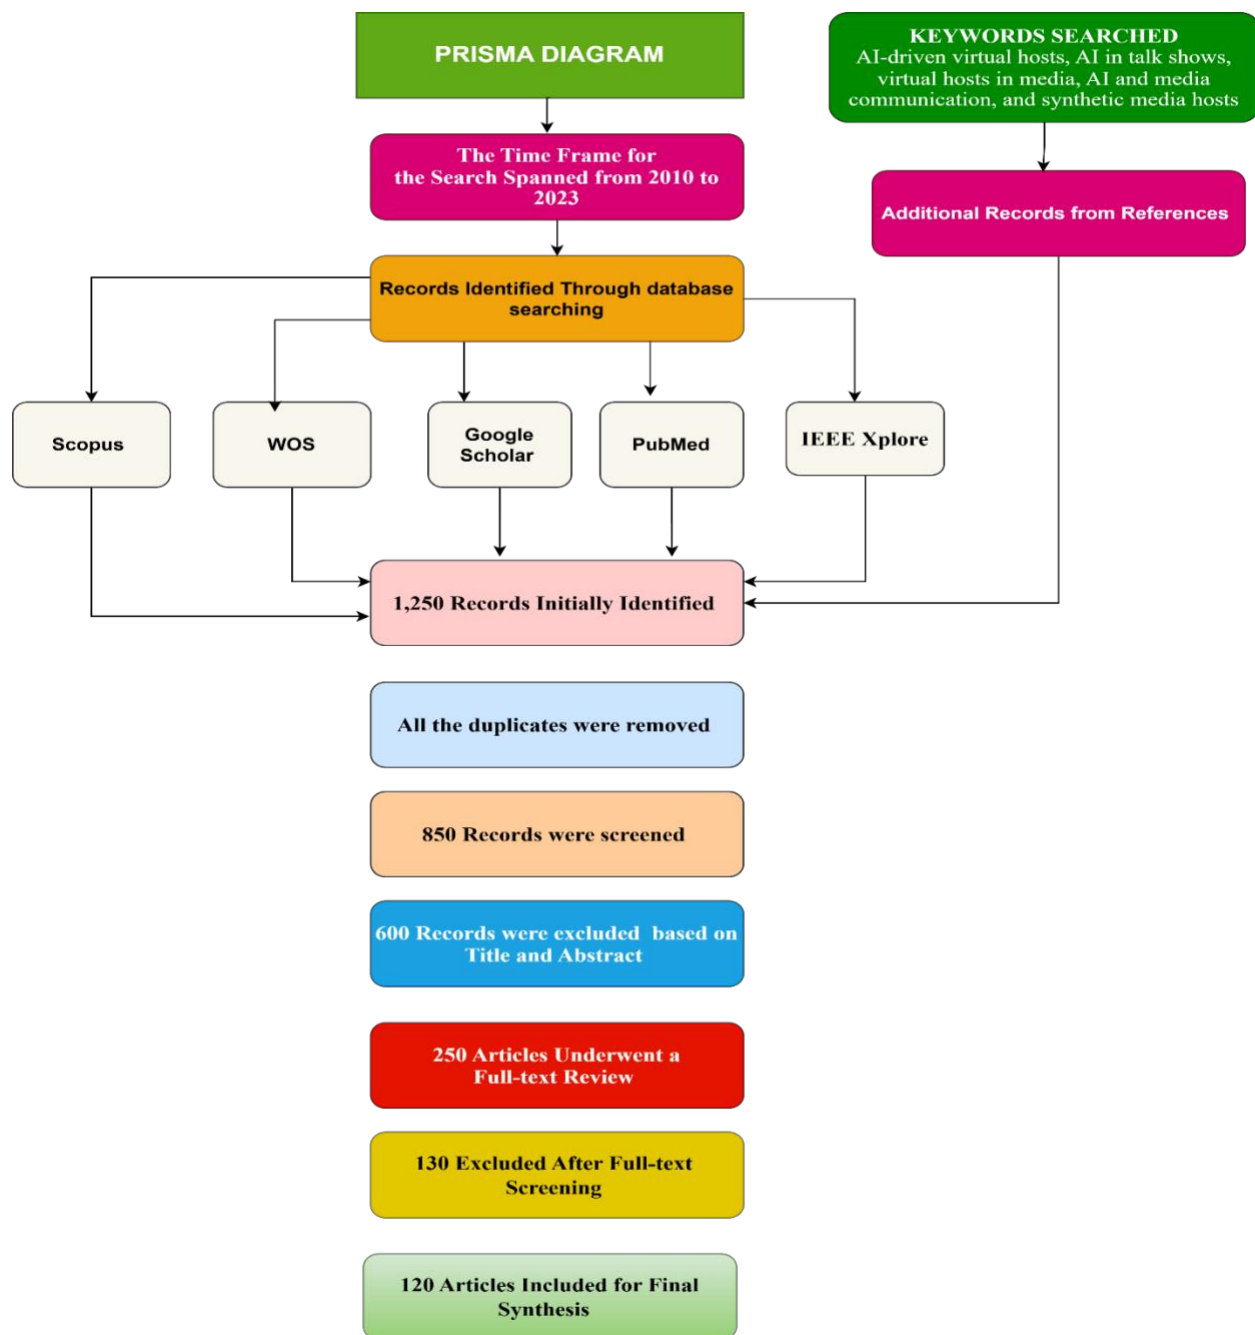 PRISMA DIAGRAM
KEYWORDS SEARCHED
AI-driven virtual hosts, AI in talk shows,
virtual hosts in media, AI and media
communication, and synthetic media hosts
The Time Frame for
the Search Spanned from 2010 to
2023
Additional Records from References
Records Identified Through database
searching
Scopus
WOS
Google
Scholar
PubMed
IEEE Xplore
1,250 Records Initially Identified
All the duplicates were removed
850 Records were screened
600 Records were excluded based on
Title and Abstract
250 Articles Underwent a
Full-text Review
130 Excluded After Full-text
Screening
120 Articles Included for Final
Synthesis